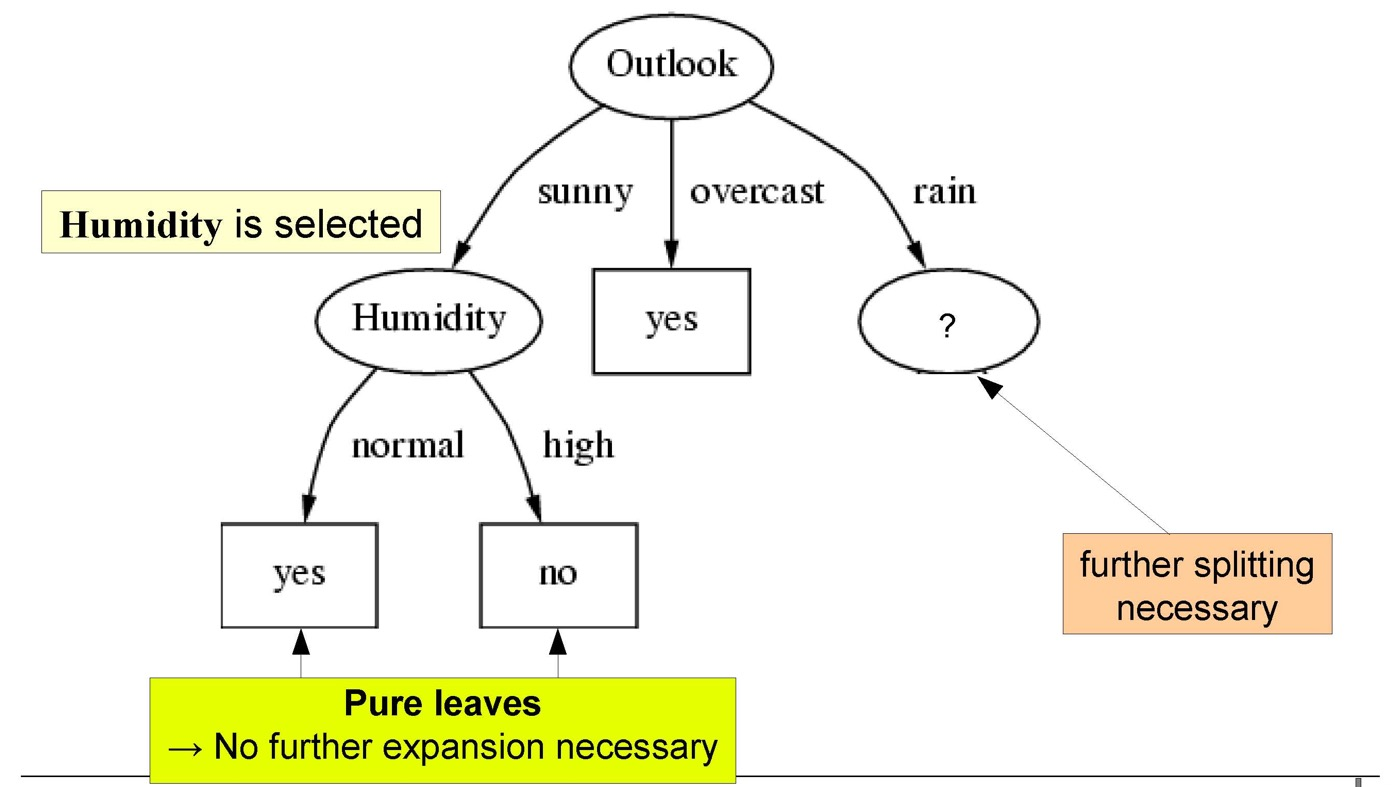 Outlook
sunny
overcast
rain
Humidity is selected
Humidity
yes
?
normal
high
yes
no
further splitting
necessary
Pure leaves
→ No further expansion necessary